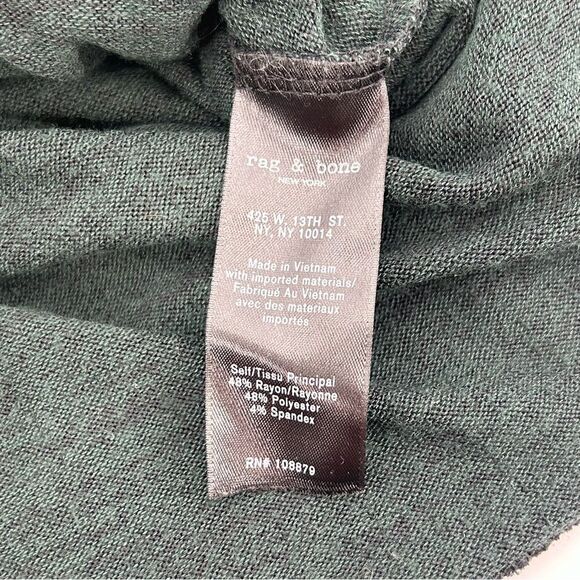 rag & bone
NEW YORK
425 W. 13TH ST.
NY, NY 10014
Made in Vietnam
with imported materials/
Fabriqué Au Vietnam
avec des materiaux
importés
Self/Tissu Principal
48% Rayon/Rayonne
48% Polyester
4% Spandex
RN# 108879